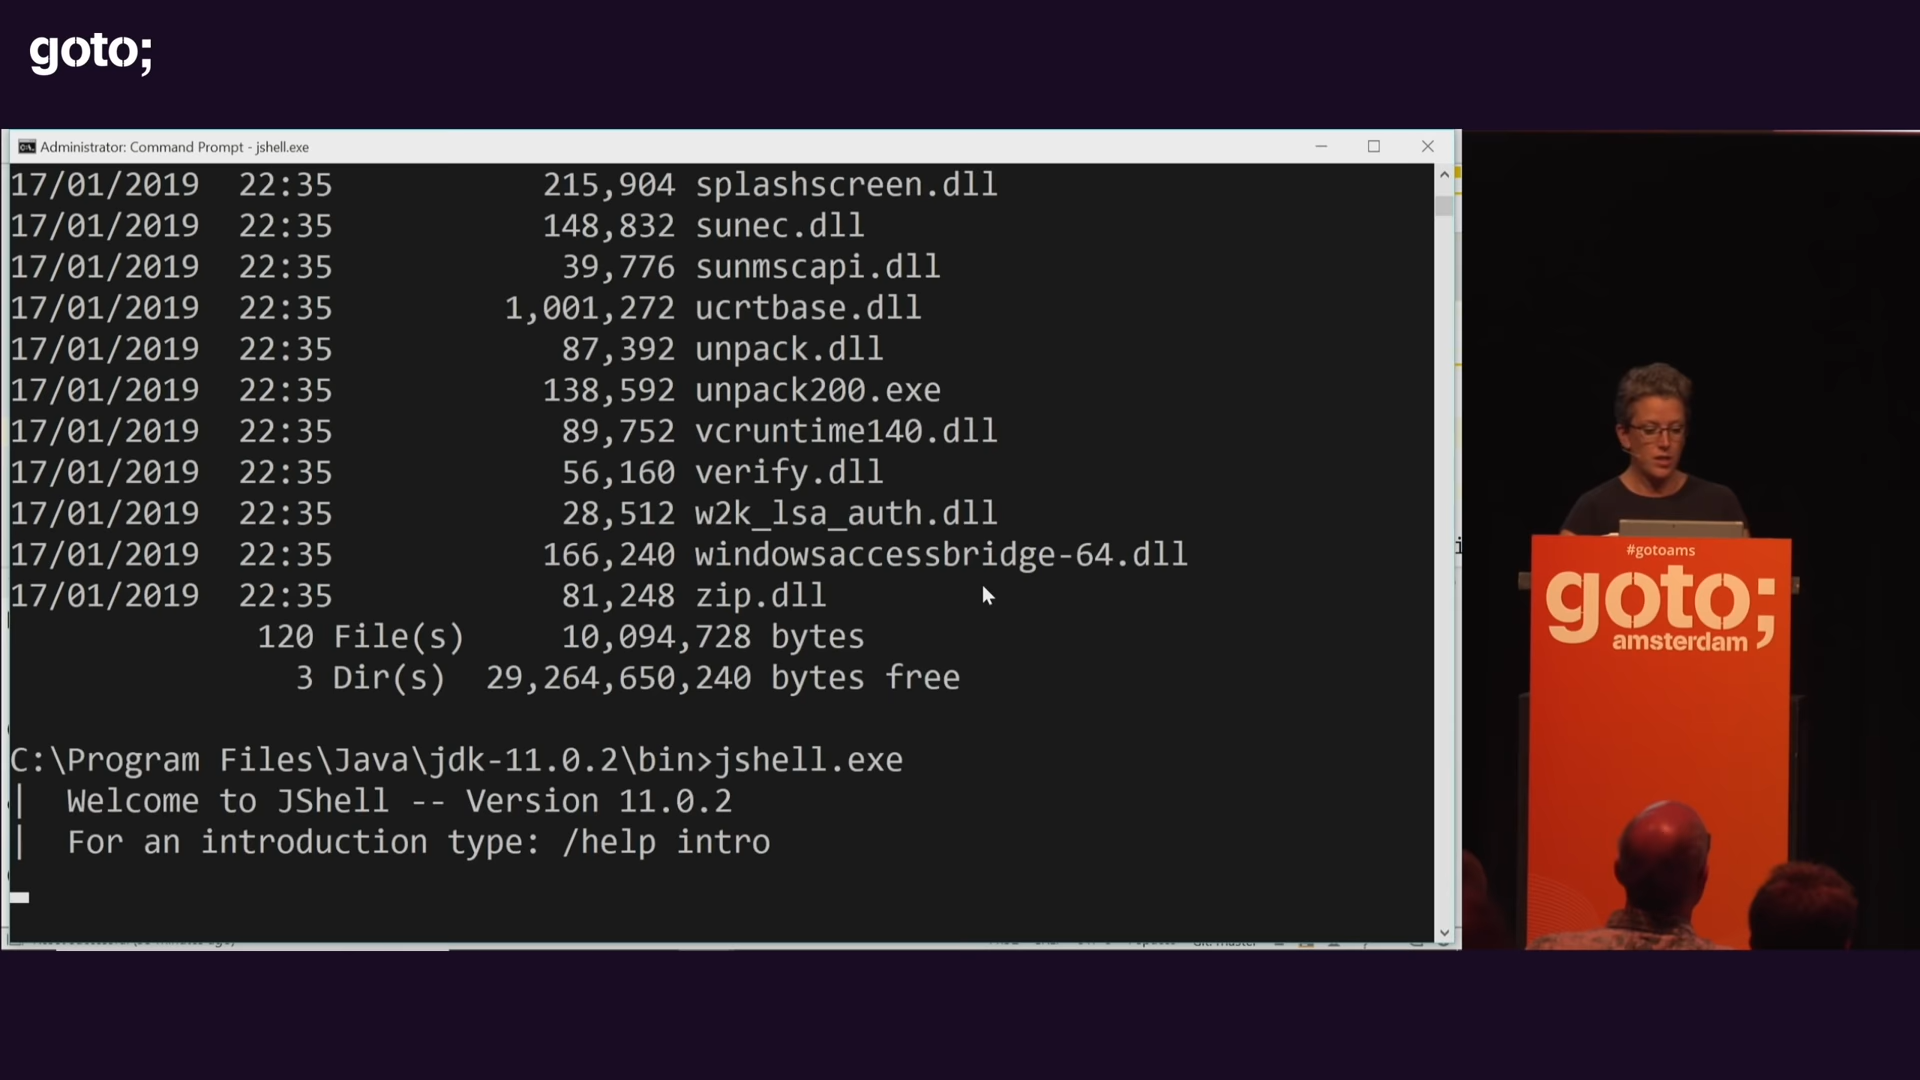 goto;
Administrator: Command Prompt - jshell.exe
17/01/2019 22:35 215,904 splashscreen.dll
17/01/2019 22:35 148,832 sunec.dll
17/01/2019 22:35 39,776 sunmscapi.dll
17/01/2019 22:35 1,001,272 ucrtbase.dll
17/01/2019 22:35 87,392 unpack.dll
17/01/2019 22:35 138,592 unpack200.exe
17/01/2019 22:35 89,752 vcruntime140.dll
17/01/2019 22:35 56,160 verify.dll
17/01/2019 22:35 28,512 w2k_lsa_auth.dll
17/01/2019 22:35 166,240 windowsaccessbridge-64.dll
17/01/2019 22:35 81,248 zip.dll
120 File(s) 10,094,728 bytes
3 Dir(s) 29,264,650,240 bytes free
C:\Program Files\Java\jdk-11.0.2\bin>jshell.exe
| Welcome to JShell -- Version 11.0.2
| For an introduction type: /help intro
#gotoams
goto;
amsterdam